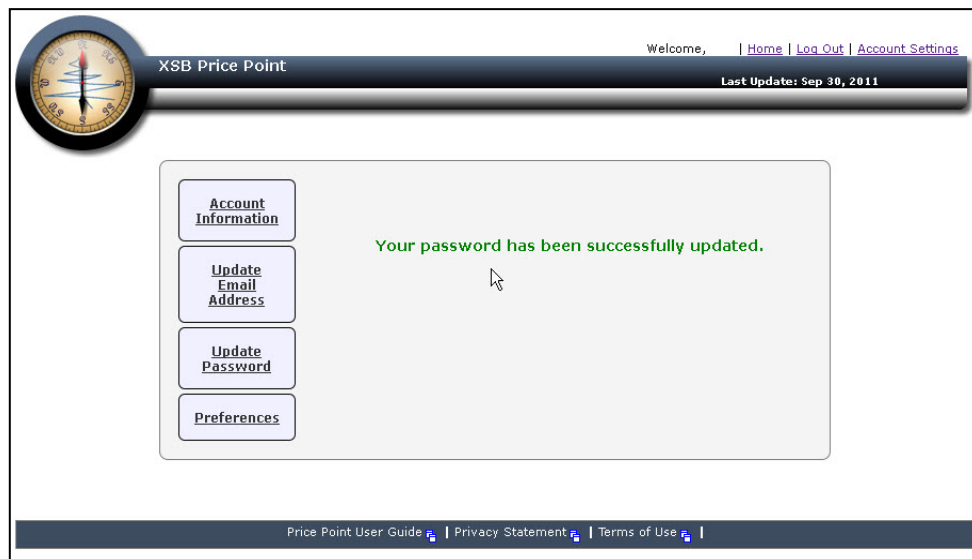 Welcome, | Home | Log Out | Account Settings
XSB Price Point
Last Update: Sep 30, 2011
Account
Information
Update
Email
Address
Update
Password
Preferences
Your password has been successfully updated.
Price Point User Guide | Privacy Statement | Terms of Use |